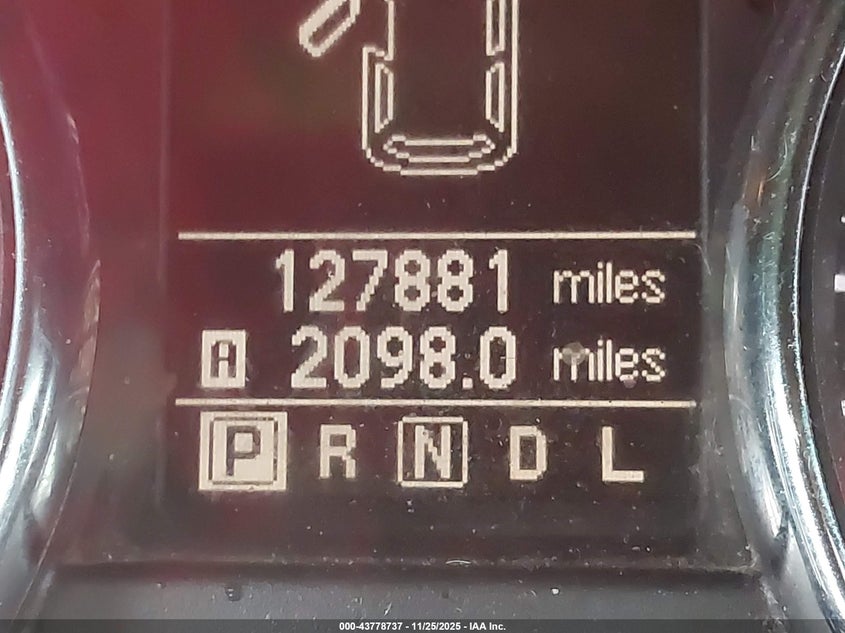 127881 miles
A 2098.0 miles
P R N D L
000-43778737 - 11/25/2025 - IAA Inc.